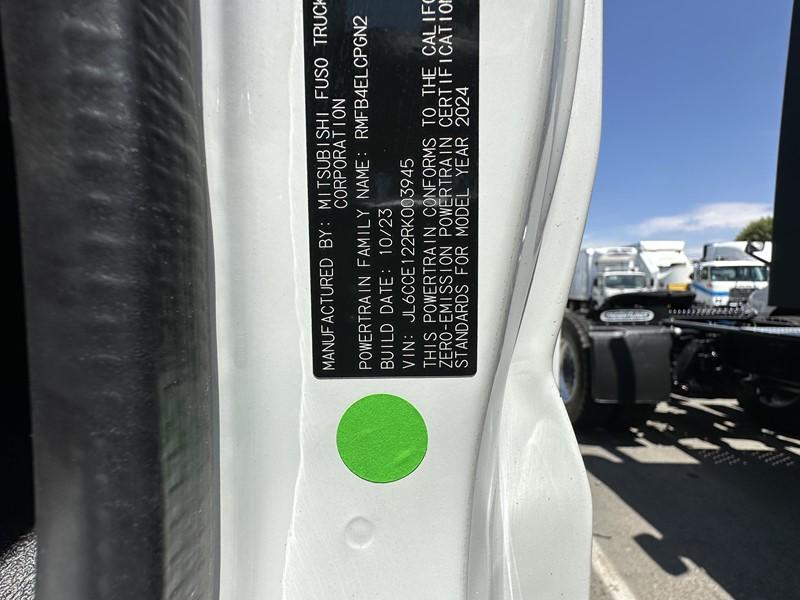 MANUFACTURED BY: MITSUBISHI FUSO TRUCK
CORPORATION
POWERTRAIN FAMILY NAME: RMFB4ELCPGN2
BUILD DATE: 10/23
VIN: JL6CCE122RK003945
THIS POWERTRAIN CONFORMS TO THE
ZERO-EMISSION POWERTRAIN CERTIFICATION
STANDARDS FOR MODEL YEAR 2024